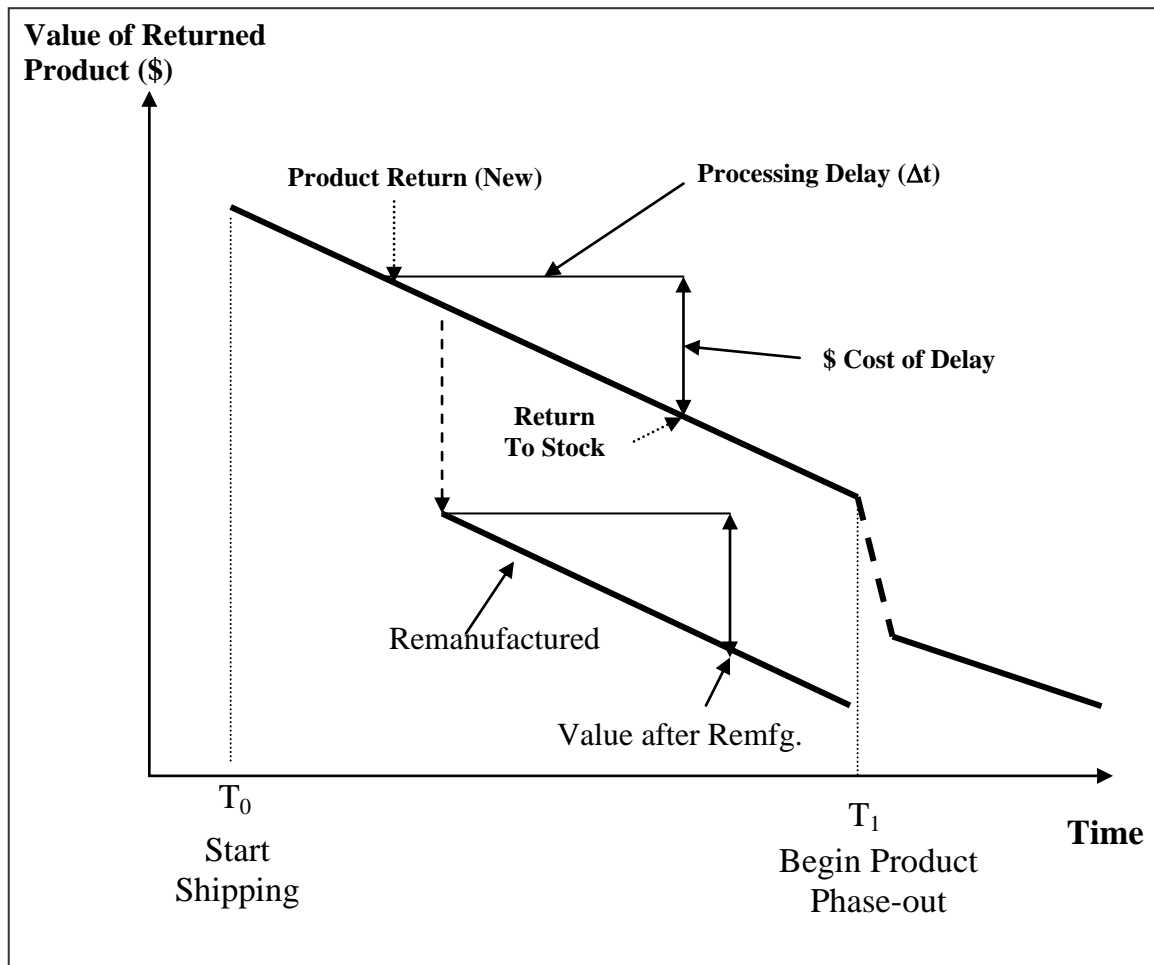 Value of Returned
Product ($)
Product Return (New)
Processing Delay (Δt)
$ Cost of Delay
Return
To Stock
Remanufactured
Value after Remfg.
T₀
Start
Shipping
T₁
Begin Product
Phase-out
Time